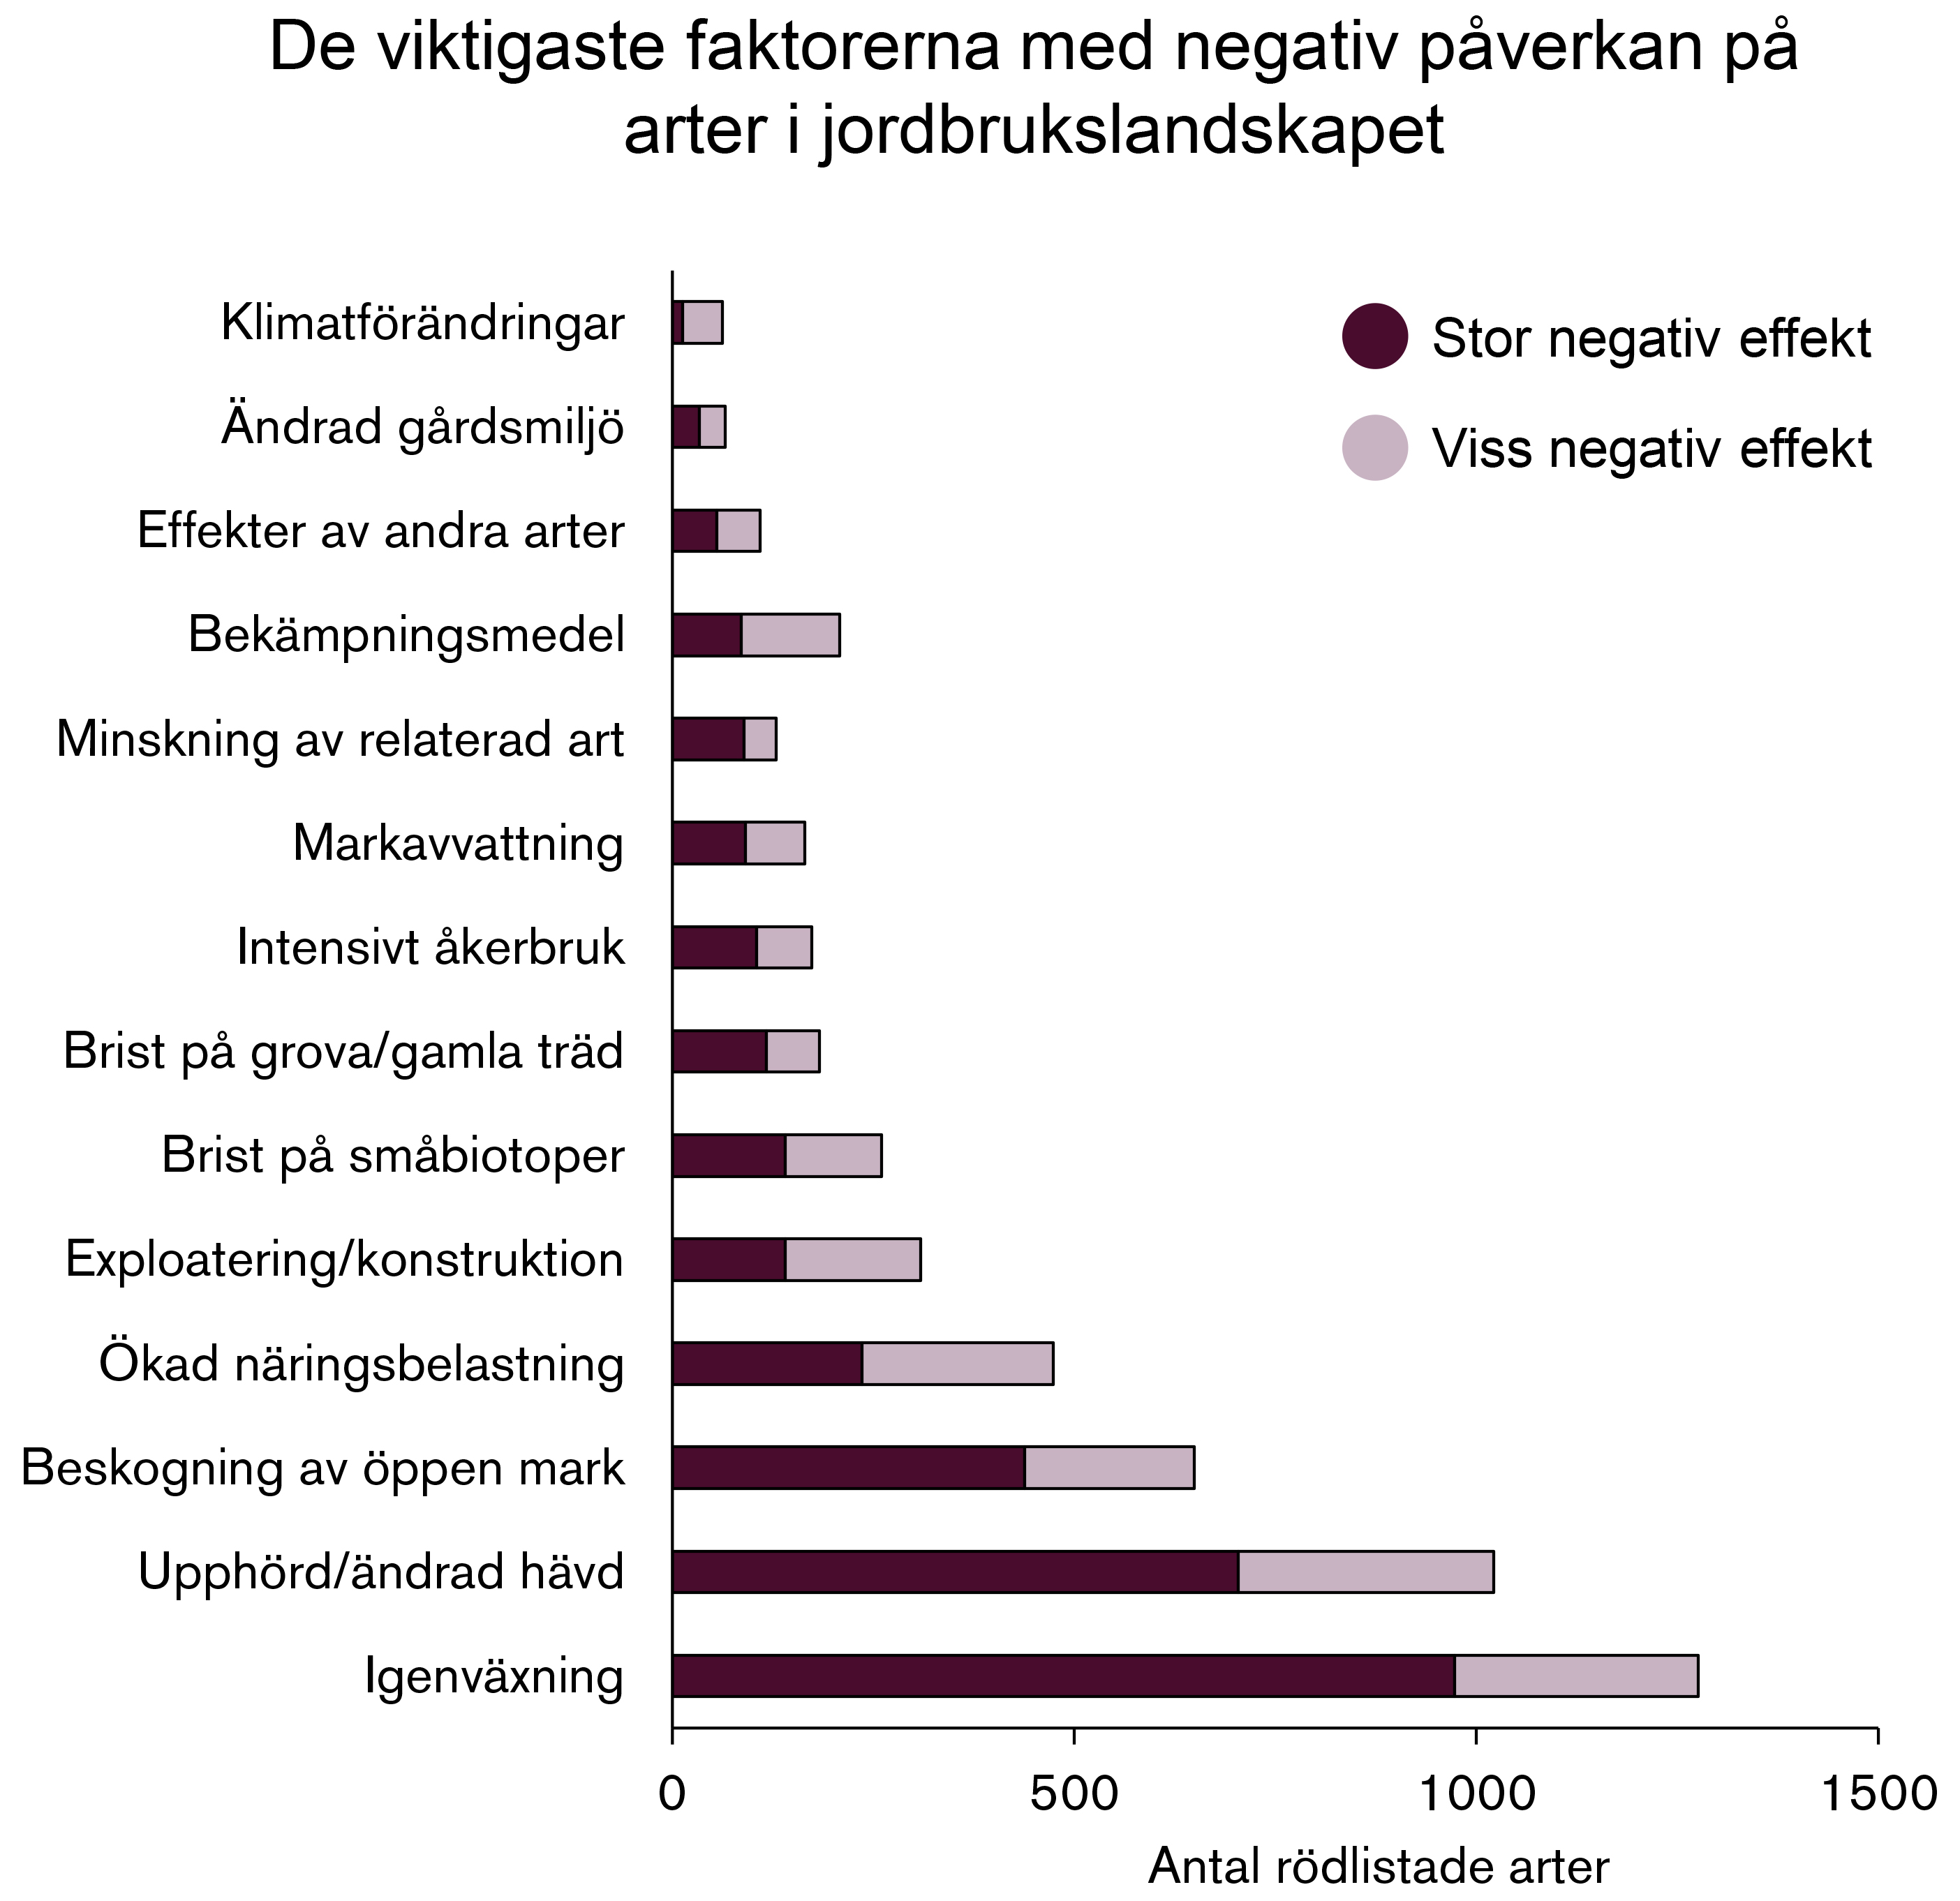 De viktigaste faktorerna med negativ påverkan på
arter i jordbrukslandskapet
Stor negativ effekt
Viss negativ effekt
Klimatförändringar
Ändrad gårdsmiljö
Effekter av andra arter
Bekämpningsmedel
Minskning av relaterad art
Markavvattning
Intensivt åkerbruk
Brist på grova/gamla träd
Brist på småbiotoper
Exploatering/konstruktion
Ökad näringsbelastning
Beskogning av öppen mark
Upphörd/ändrad hävd
Igenväxning
0 500 1000 1500
Antal rödlistade arter